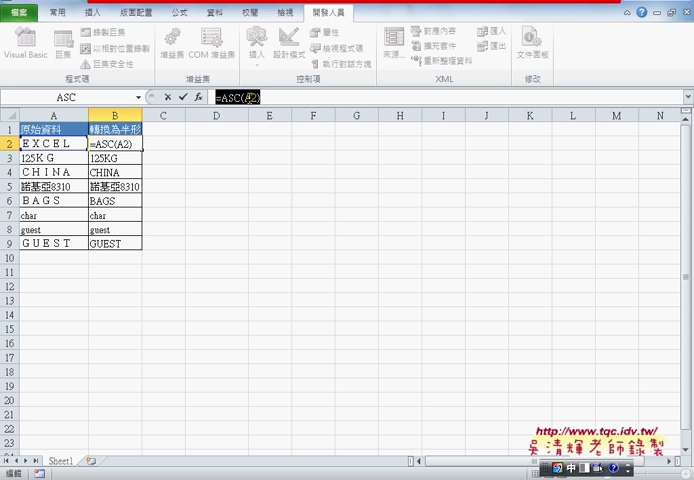 檔案 常用 插入 版面配置 公式 資料 校閱 檢視 開發人員
Visual Basic 巨集 錄製巨集 以相對位置錄製 巨集安全性
增益集 COM 增益集 插入 設計模式 屬性 檢視程式碼 執行對話方塊
來源... 對應內容 擴充套件 重新整理資料 匯入 匯出 文件面板
程式碼 增益集 控制項 XML 修改
ASC =ASC(A2)
A B C D E F G H I J K L M N
1 原始資料 轉換為半形
2 ＥＸＣＥＬ =ASC(A2)
3 125ＫＧ 125KG
4 ＣＨＩＮＡ CHINA
5 諾基亞8310 諾基亞8310
6 ＢＡＧＳ BAGS
7 char char
8 guest guest
9 ＧＵＥＳＴ GUEST
10
11
12
13
14
15
16
17
18
19
20
21
22
23
http://www.tqc.idv.tw/
吳清輝老師錄製
Sheet1
中
編輯